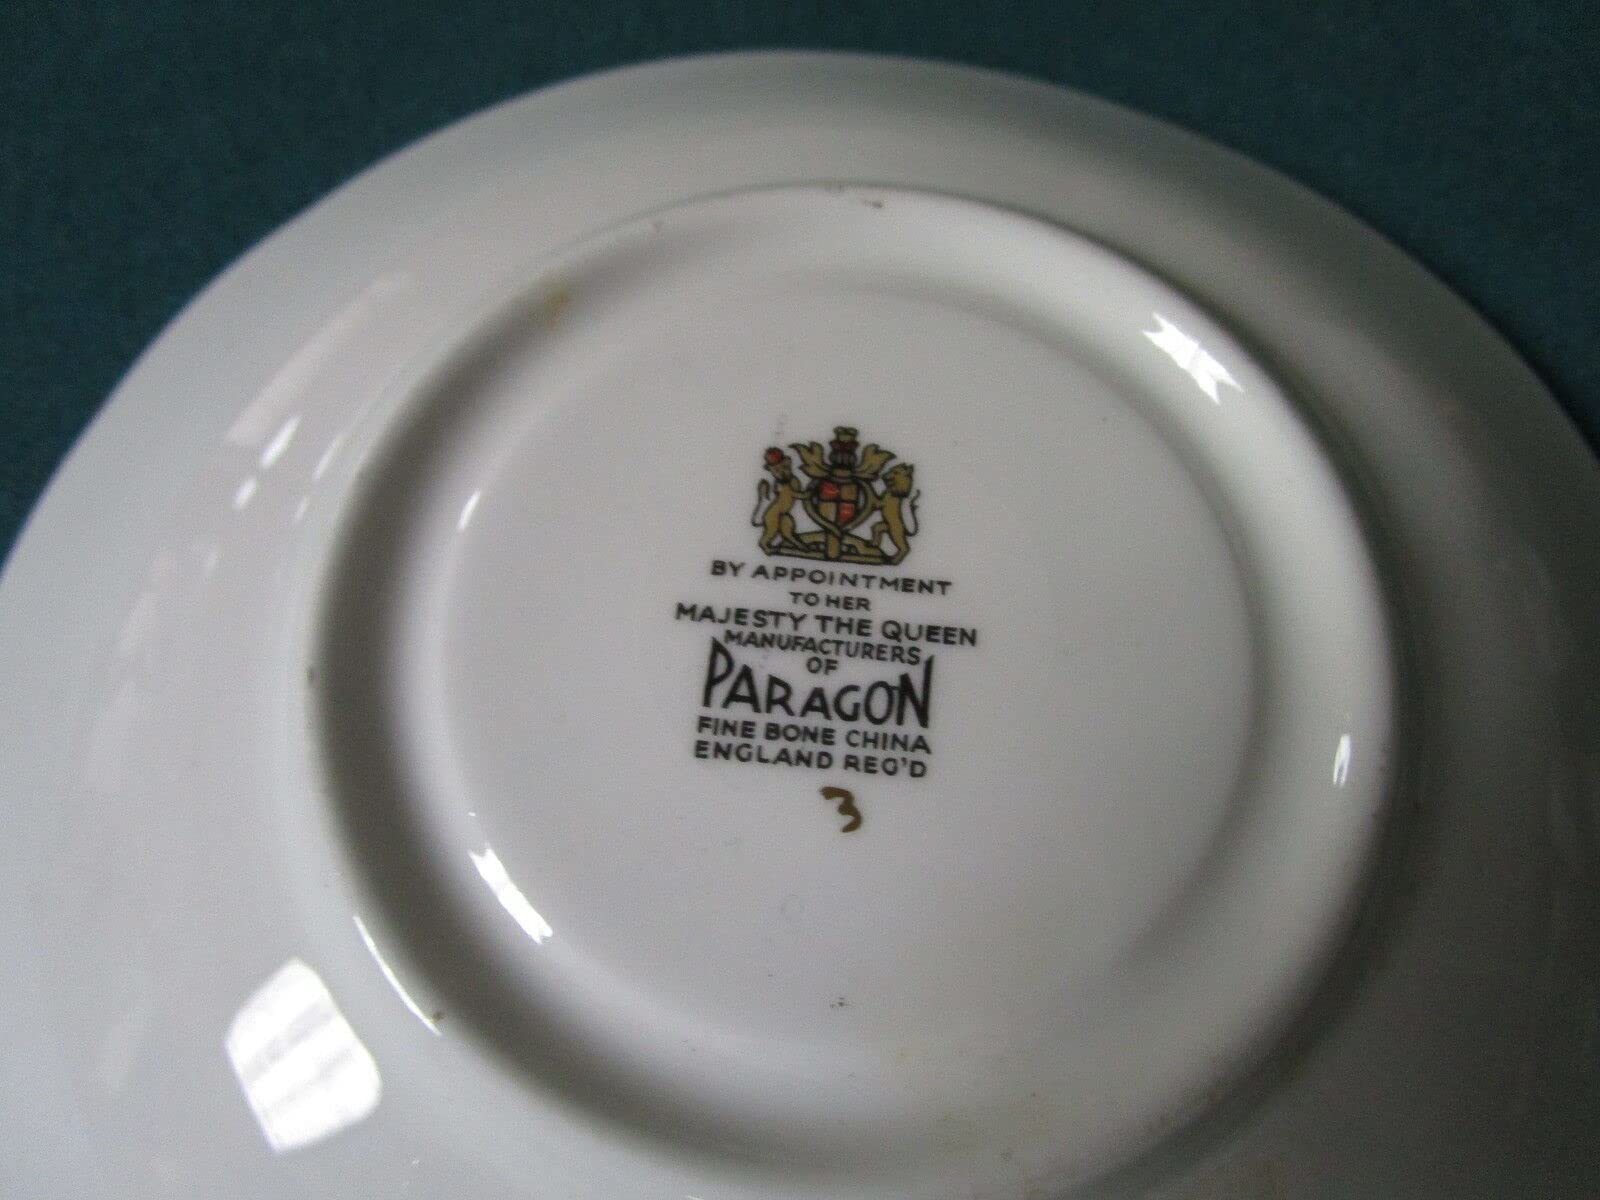 BY APPOINTMENT
TO HER
MAJESTY THE QUEEN
MANUFACTURERS
OF
PARAGON
FINE BONE CHINA
ENGLAND REG'D
3